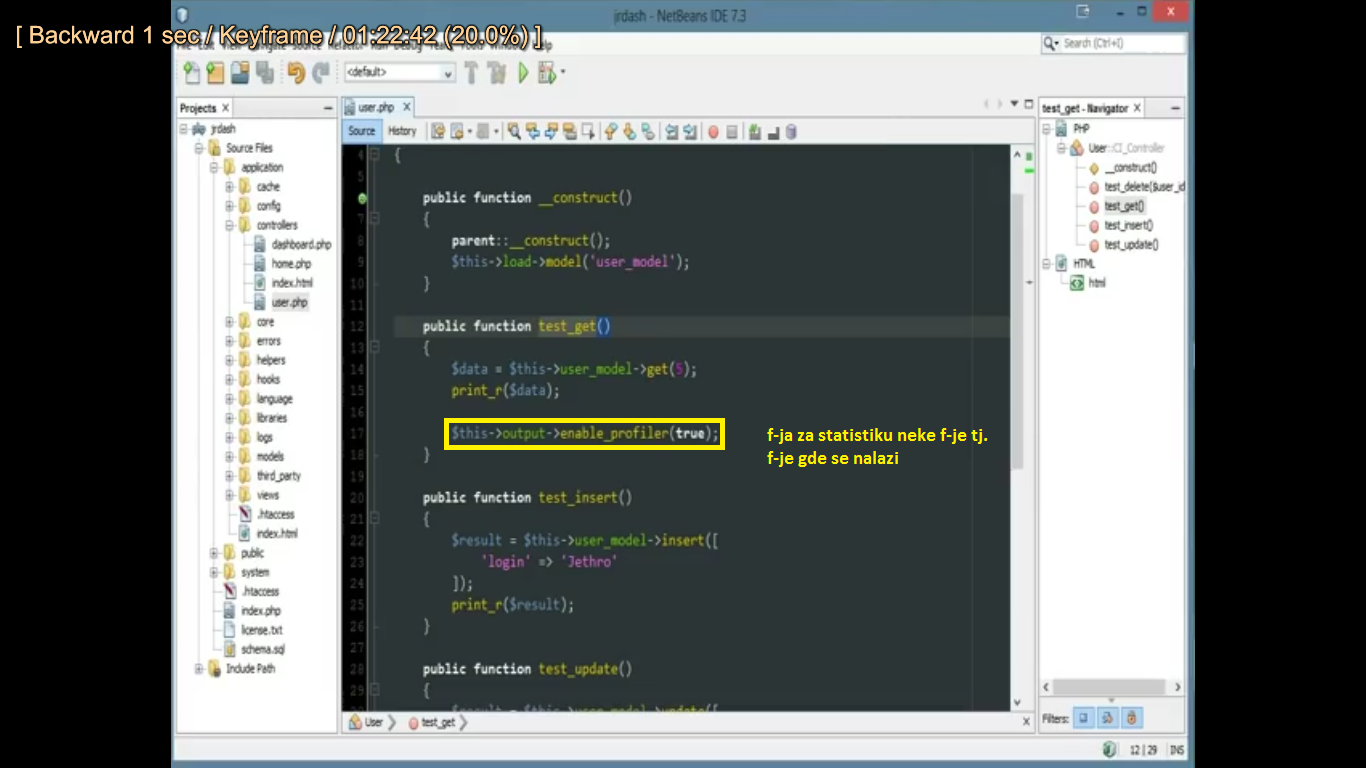 jrdash - NetBeans IDE 7.3
[ Backward 1 sec / Keyframe / 01:22:42 (20.0%) ]
Search (Ctrl+I)
<default>
Projects
jrdash
Source Files
application
cache
config
controllers
dashboard.php
home.php
index.html
user.php
core
errors
helpers
hooks
language
libraries
logs
models
third_party
views
.htaccess
index.html
public
system
.htaccess
index.php
license.txt
schema.sql
Include Path
user.php
Source History
4 {
5
public function __construct()
7 {
8 parent::__construct();
9 $this->load->model('user_model');
10 }
11
12 public function test_get()
13 {
14 $data = $this->user_model->get(5);
15 print_r($data);
16
17 $this->output->enable_profiler(true);
18 }
19
20 public function test_insert()
21 {
22 $result = $this->user_model->insert([
23 'login' => 'Jethro'
24 ]);
25 print_r($result);
26 }
27
28 public function test_update()
29 {
$result = $this->user_model->update([
f-ja za statistiku neke f-je tj.
f-je gde se nalazi
User test_get
test_get - Navigator
PHP
User::CI_Controller
__construct()
test_delete($user_id
test_get()
test_insert()
test_update()
HTML
html
Filters:
12 | 29 INS